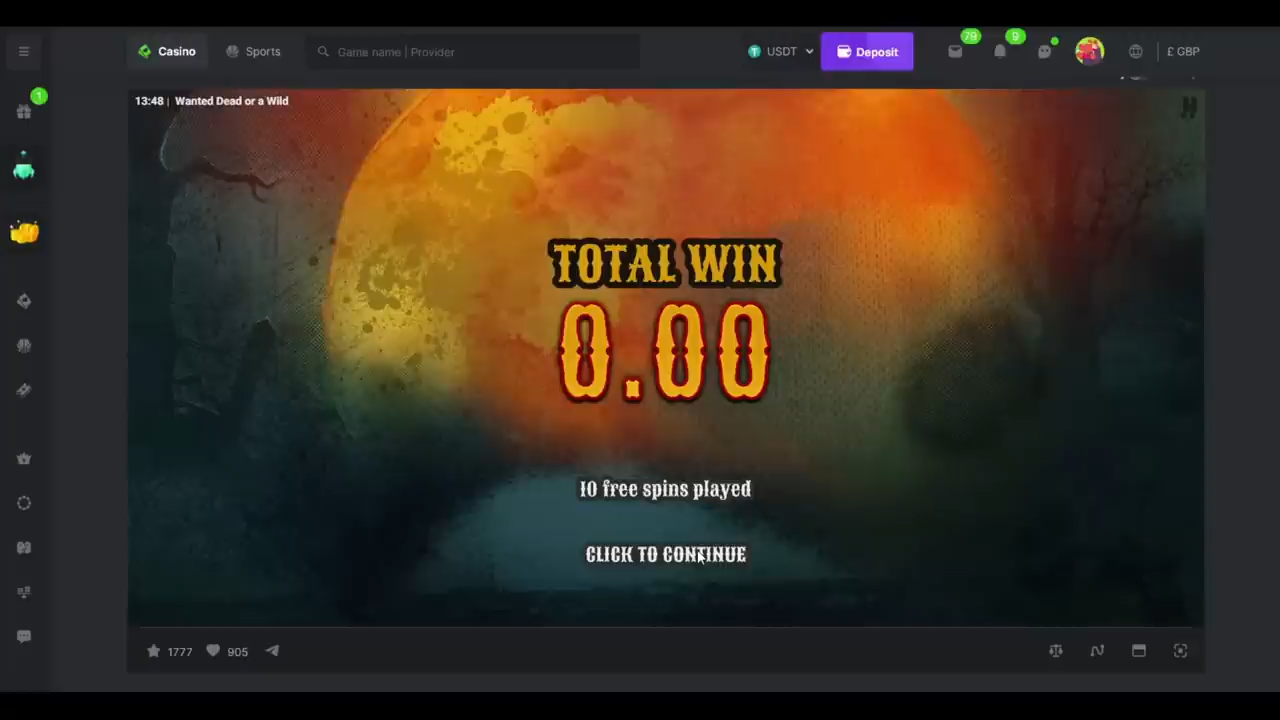 Casino
Sports
Game name | Provider
USDT
Deposit
79
9
£ GBP
1
13:48 | Wanted Dead or a Wild
TOTAL WIN
0.00
10 free spins played
CLICK TO CONTINUE
1777
905